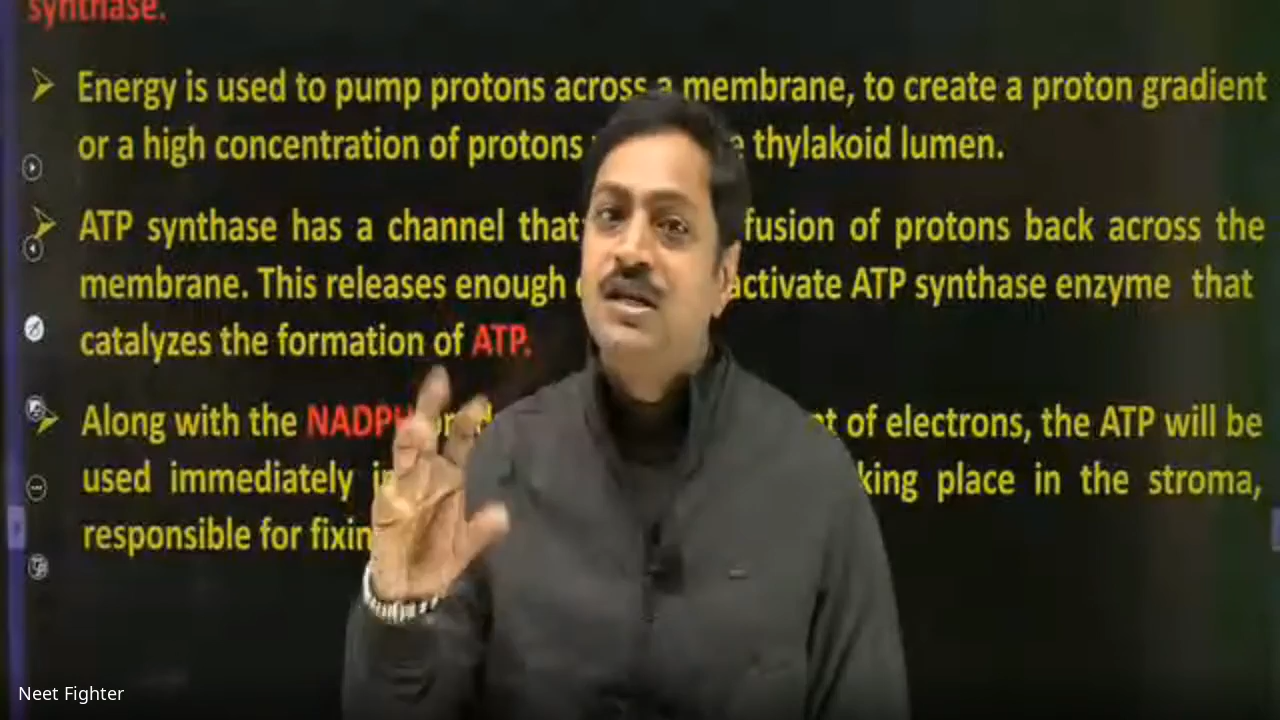 synthase.
Energy is used to pump protons across a membrane, to create a proton gradient
or a high concentration of protons thylakoid lumen.
ATP synthase has a channel that fusion of protons back across the
membrane. This releases enough activate ATP synthase enzyme that
catalyzes the formation of ATP.
Along with the NADPH of electrons, the ATP will be
used immediately king place in the stroma,
responsible for fixin
Neet Fighter